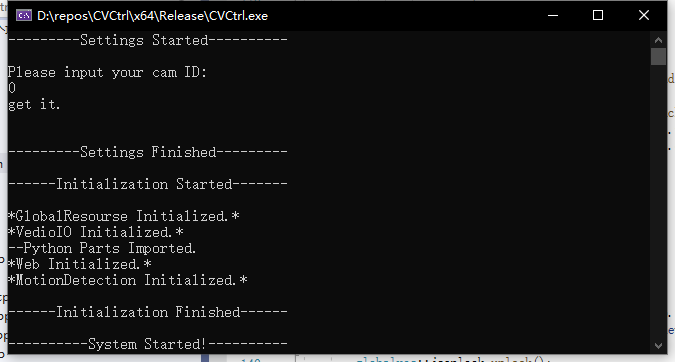 D:\repos\CVCtrl\x64\Release\CVCtrl.exe
---------Settings Started----------
Please input your cam ID:
0
get it.
---------Settings Finished---------
------Initialization Started-------
*GlobalResourse Initialized.*
*VedioIO Initialized.*
--Python Parts Imported.
*Web Initialized.*
*MotionDetection Initialized.*
------Initialization Finished------
----------System Started!----------